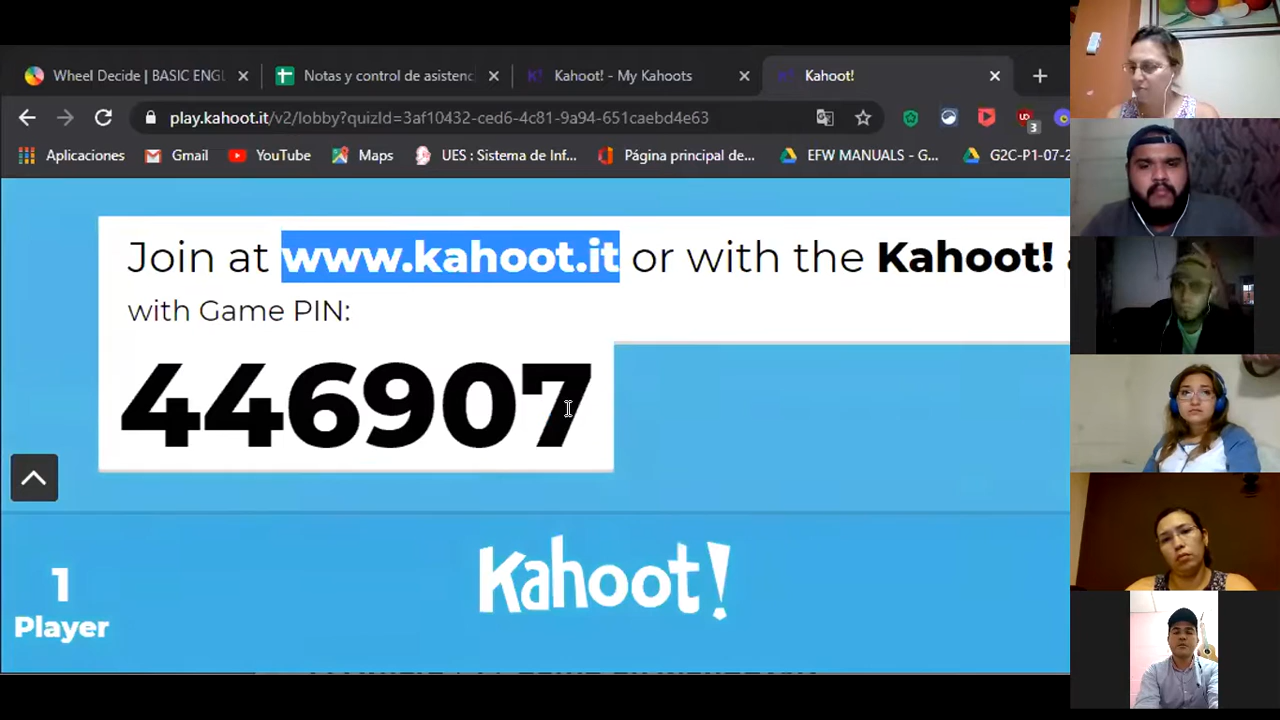 Wheel Decide | BASIC ENGL
Notas y control de asistenc
Kahoot! - My Kahoots
Kahoot!
play.kahoot.it/v2/lobby?quizId=3af10432-ced6-4c81-9a94-651caebd4e63
3
Aplicaciones
Gmail
YouTube
Maps
UES : Sistema de Inf...
Página principal de...
EFW MANUALS - G...
G2C-P1-07-2
Join at www.kahoot.it or with the Kahoot!
with Game PIN:
446907
1
Player
Kahoot!